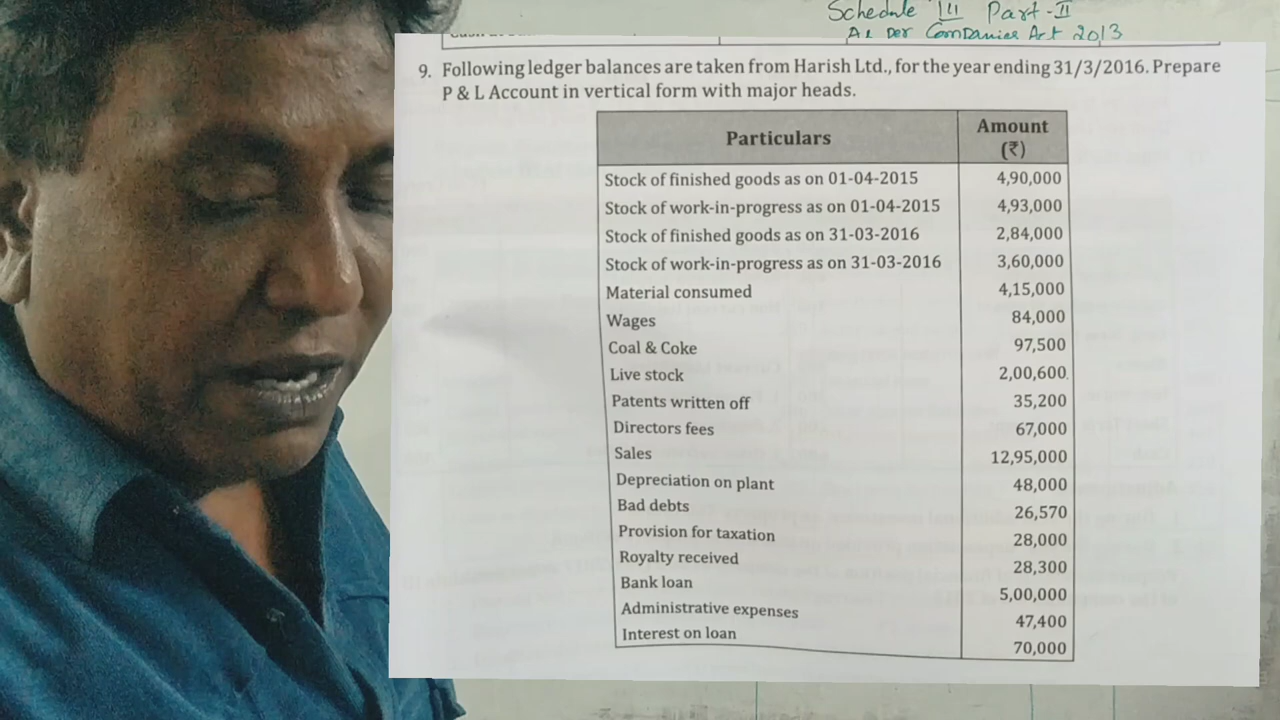 Schedule III Part-II
As per Companies Act 2013
9. Following ledger balances are taken from Harish Ltd., for the year ending 31/3/2016. Prepare
P & L Account in vertical form with major heads.
Particulars Amount (₹)
Stock of finished goods as on 01-04-2015 4,90,000
Stock of work-in-progress as on 01-04-2015 4,93,000
Stock of finished goods as on 31-03-2016 2,84,000
Stock of work-in-progress as on 31-03-2016 3,60,000
Material consumed 4,15,000
Wages 84,000
Coal & Coke 97,500
Live stock 2,00,600
Patents written off 35,200
Directors fees 67,000
Sales 12,95,000
Depreciation on plant 48,000
Bad debts 26,570
Provision for taxation 28,000
Royalty received 28,300
Bank loan 5,00,000
Administrative expenses 47,400
Interest on loan 70,000